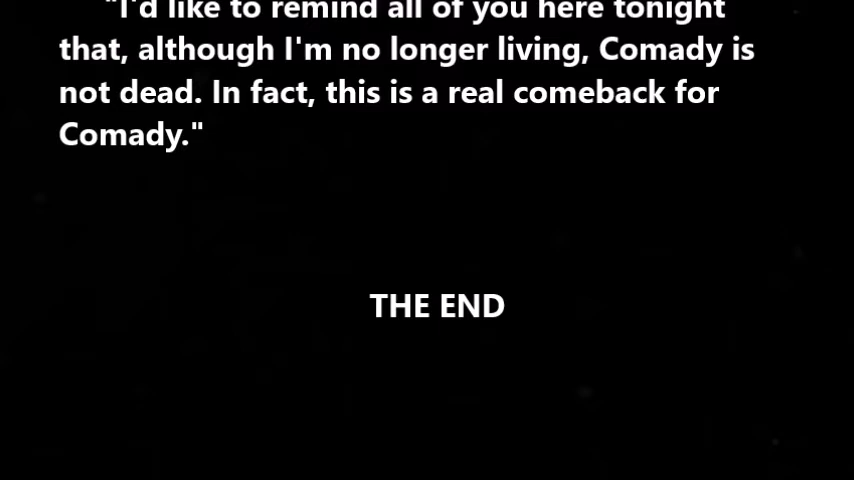 "I'd like to remind all of you here tonight
that, although I'm no longer living, Comady is
not dead. In fact, this is a real comeback for
Comady."
THE END